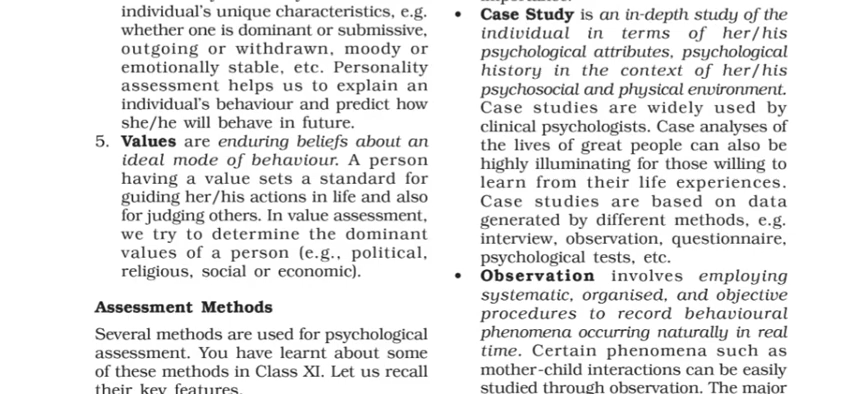 individual's unique characteristics, e.g.
whether one is dominant or submissive,
outgoing or withdrawn, moody or
emotionally stable, etc. Personality
assessment helps us to explain an
individual's behaviour and predict how
she/he will behave in future.
5. Values are enduring beliefs about an
ideal mode of behaviour. A person
having a value sets a standard for
guiding her/his actions in life and also
for judging others. In value assessment,
we try to determine the dominant
values of a person (e.g., political,
religious, social or economic).
Assessment Methods
Several methods are used for psychological
assessment. You have learnt about some
of these methods in Class XI. Let us recall
their key features.
• Case Study is an in-depth study of the
individual in terms of her/his
psychological attributes, psychological
history in the context of her/his
psychosocial and physical environment.
Case studies are widely used by
clinical psychologists. Case analyses of
the lives of great people can also be
highly illuminating for those willing to
learn from their life experiences.
Case studies are based on data
generated by different methods, e.g.
interview, observation, questionnaire,
psychological tests, etc.
• Observation involves employing
systematic, organised, and objective
procedures to record behavioural
phenomena occurring naturally in real
time. Certain phenomena such as
mother-child interactions can be easily
studied through observation. The major